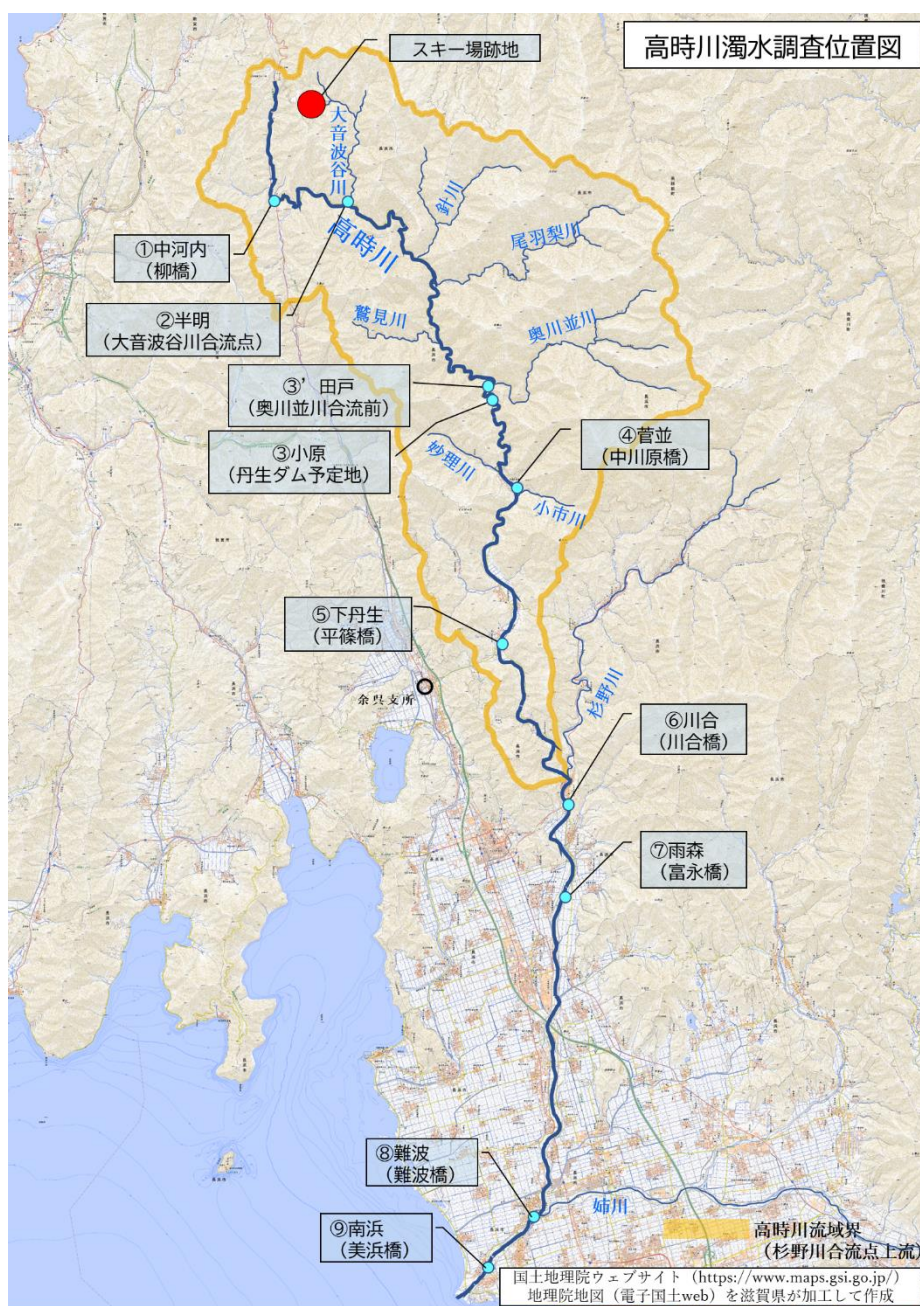 高時川濁水調査位置図
スキー場跡地
大音波谷川
針川
高時川
尾羽梨川
①中河内
(柳橋)
②半明
(大音波谷川合流点)
鷲見川
奥川並川
③’田戸
(奥川並川合流前)
③小原
(丹生ダム予定地)
④菅並
(中川原橋)
妙理川
小市川
⑤下丹生
(平篠橋)
余呉支所
杉野川
⑥川合
(川合橋)
⑦雨森
(富永橋)
⑧難波
(難波橋)
姉川
⑨南浜
(美浜橋)
高時川流域界
(杉野川合流点上流)
国土地理院ウェブサイト(https://www.maps.gsi.go.jp/)
地理院地図(電子国土web)を滋賀県が加工して作成